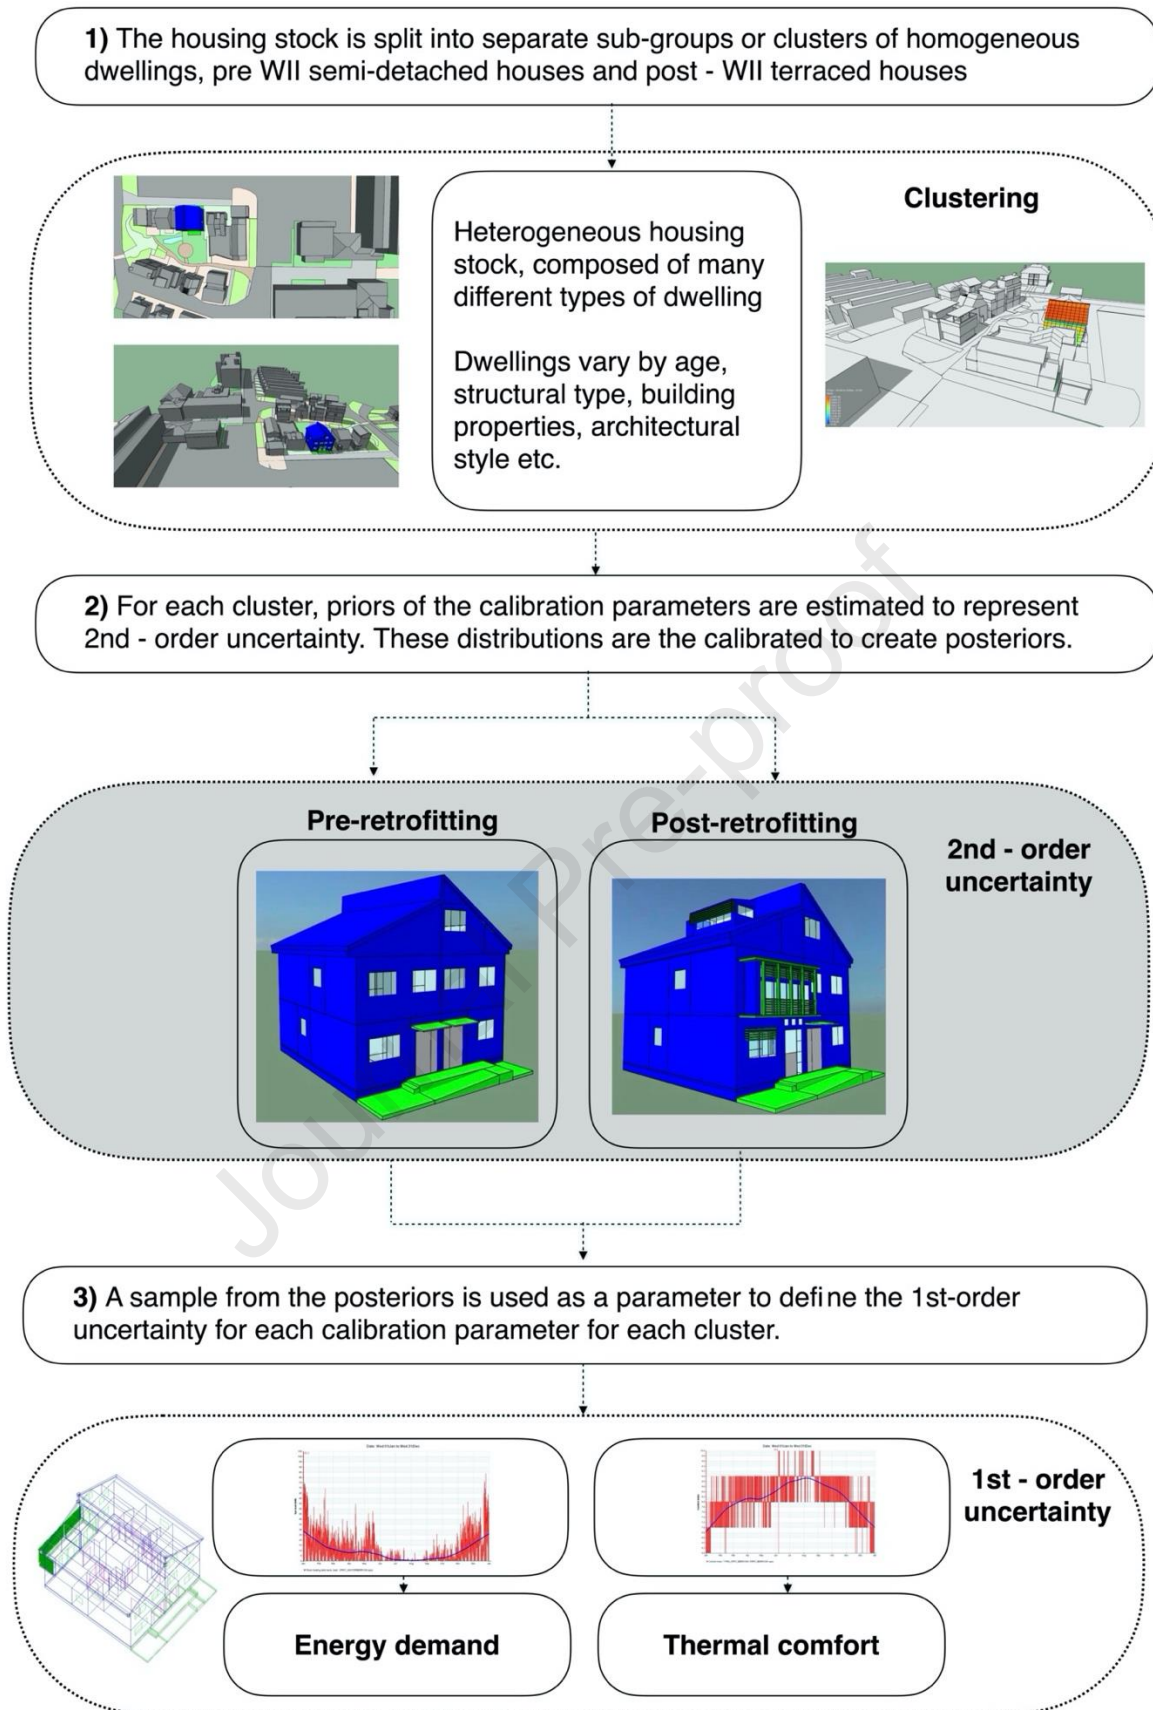 1) The housing stock is split into separate sub-groups or clusters of homogeneous
dwellings, pre WII semi-detached houses and post - WII terraced houses
Clustering
Heterogeneous housing
stock, composed of many
different types of dwelling
Dwellings vary by age,
structural type, building
properties, architectural
style etc.
2) For each cluster, priors of the calibration parameters are estimated to represent
2nd - order uncertainty. These distributions are the calibrated to create posteriors.
Pre-retrofitting
Post-retrofitting
2nd - order
uncertainty
Journal Pre-proof
3) A sample from the posteriors is used as a parameter to define the 1st-order
uncertainty for each calibration parameter for each cluster.
1st - order
uncertainty
Energy demand
Thermal comfort